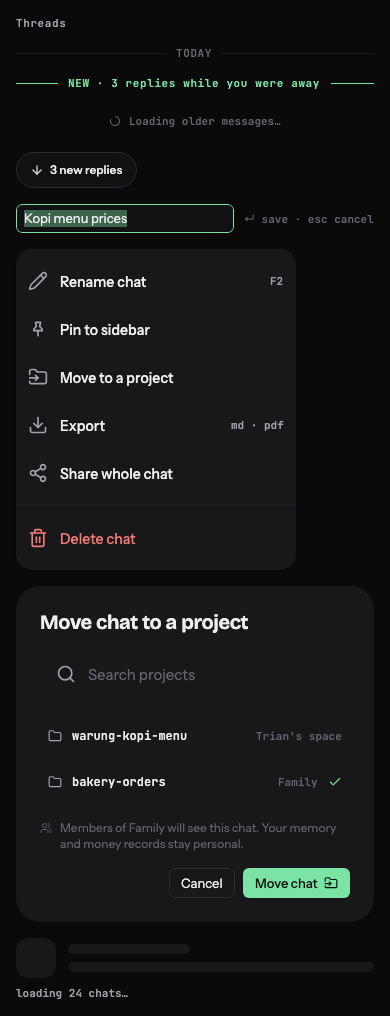 Threads
TODAY
NEW · 3 replies while you were away
Loading older messages…
3 new replies
Kopi menu prices
save · esc cancel
Rename chat F2
Pin to sidebar
Move to a project
Export md · pdf
Share whole chat
Delete chat
Move chat to a project
Search projects
warung-kopi-menu Trian's space
bakery-orders Family
Members of Family will see this chat. Your memory
and money records stay personal.
Cancel Move chat
loading 24 chats…